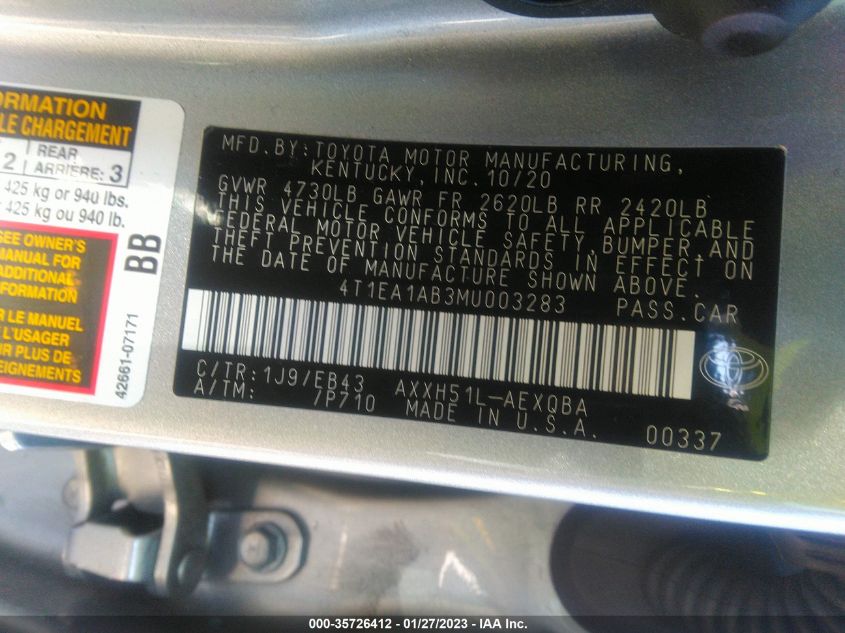 ORMATION
LE CHARGEMENT
2 REAR
ARRIÈRE: 3
425 kg or 940 lbs.
425 kg ou 940 lb.
SEE OWNER'S
MANUAL FOR
ADDITIONAL
NFORMATION
R LE MANUEL
L'USAGER
IR PLUS DE
EIGNEMENTS
BB
42661-07171
MFD. BY: TOYOTA MOTOR MANUFACTURING,
KENTUCKY, INC. 10/20
GVWR 4730LB GAWR FR 2620LB RR 2420LB
THIS VEHICLE CONFORMS TO ALL APPLICABLE
FEDERAL MOTOR VEHICLE SAFETY, BUMPER, AND
THEFT PREVENTION STANDARDS IN EFFECT ON
THE DATE OF MANUFACTURE SHOWN ABOVE.
4T1EA1AB3MU003283 PASS. CAR
C/TR: 1J9/EB43 AXXH51L-AEXQBA
A/TM: /P710 MADE IN U.S.A. 00337
000-35726412 - 01/27/2023 - IAA Inc.